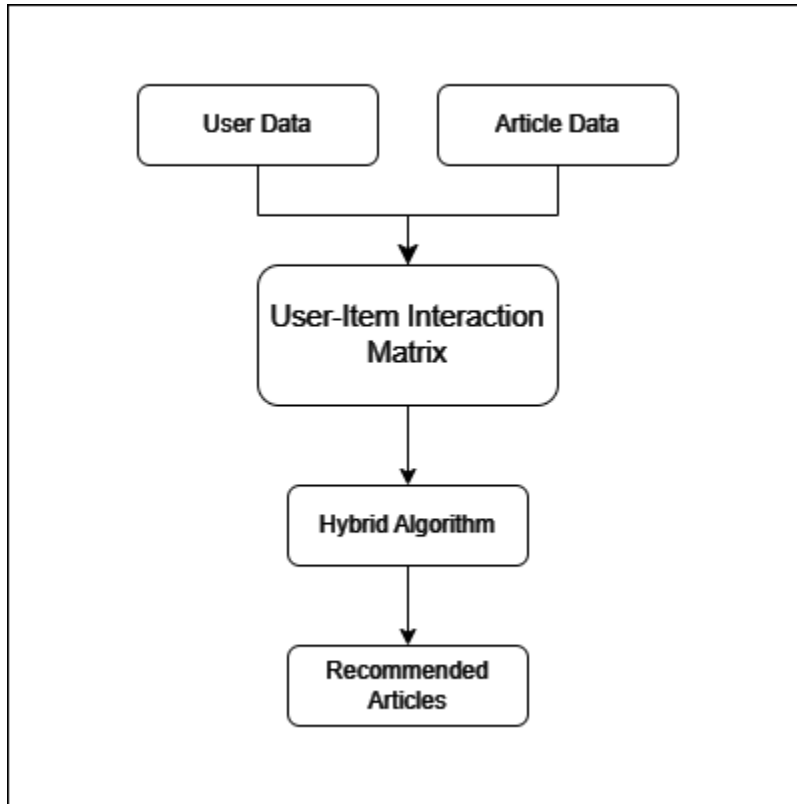 User Data
Article Data
User-Item Interaction
Matrix
Hybrid Algorithm
Recommended
Articles